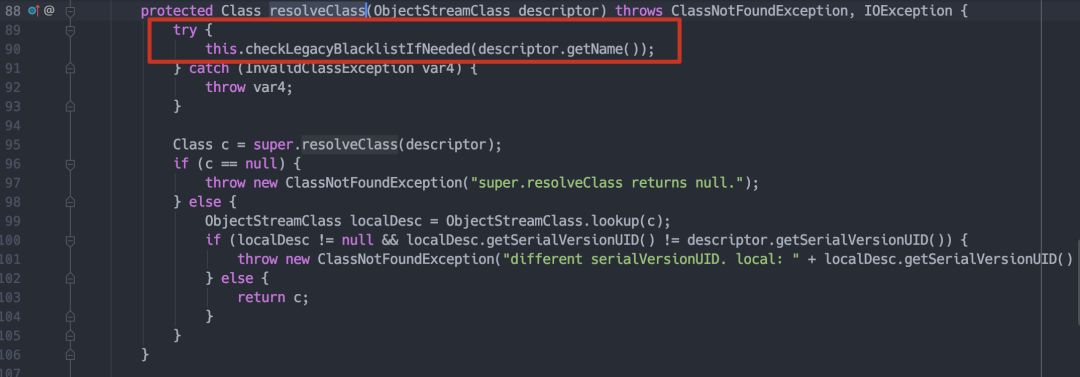 88 protected Class resolveClass(ObjectStreamClass descriptor) throws ClassNotFoundException, IOException {
89 try {
90 this.checkLegacyBlacklistIfNeeded(descriptor.getName());
91 } catch (InvalidClassException var4) {
92 throw var4;
93 }
94
95 Class c = super.resolveClass(descriptor);
96 if (c == null) {
97 throw new ClassNotFoundException("super.resolveClass returns null.");
98 } else {
99 ObjectStreamClass localDesc = ObjectStreamClass.lookup(c);
100 if (localDesc != null && localDesc.getSerialVersionUID() != descriptor.getSerialVersionUID()) {
101 throw new ClassNotFoundException("different serialVersionUID. local: " + localDesc.getSerialVersionUID()
102 } else {
103 return c;
104 }
105 }
106 }